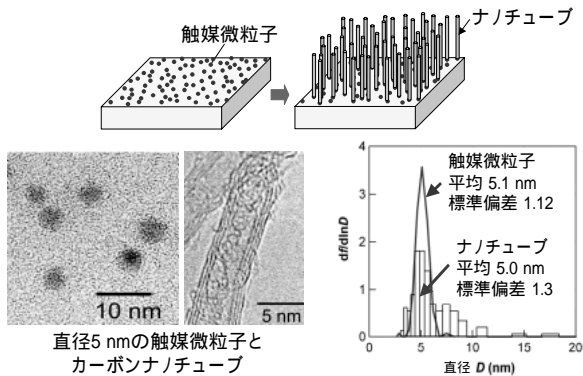 触媒微粒子
ナノチューブ
10 nm
5 nm
直径5 nmの触媒微粒子と
カーボンナノチューブ
4
3
2
1
0
df/dlnD
触媒微粒子
平均 5.1 nm
標準偏差 1.12
ナノチューブ
平均 5.0 nm
標準偏差 1.3
0 5 10 15 20
直径 D (nm)